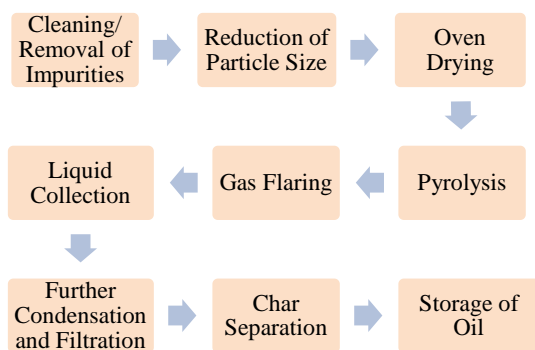 Cleaning/
Removal of
Impurities
Reduction of
Particle Size
Oven
Drying
Pyrolysis
Gas Flaring
Liquid
Collection
Further
Condensation
and Filtration
Char
Separation
Storage of
Oil